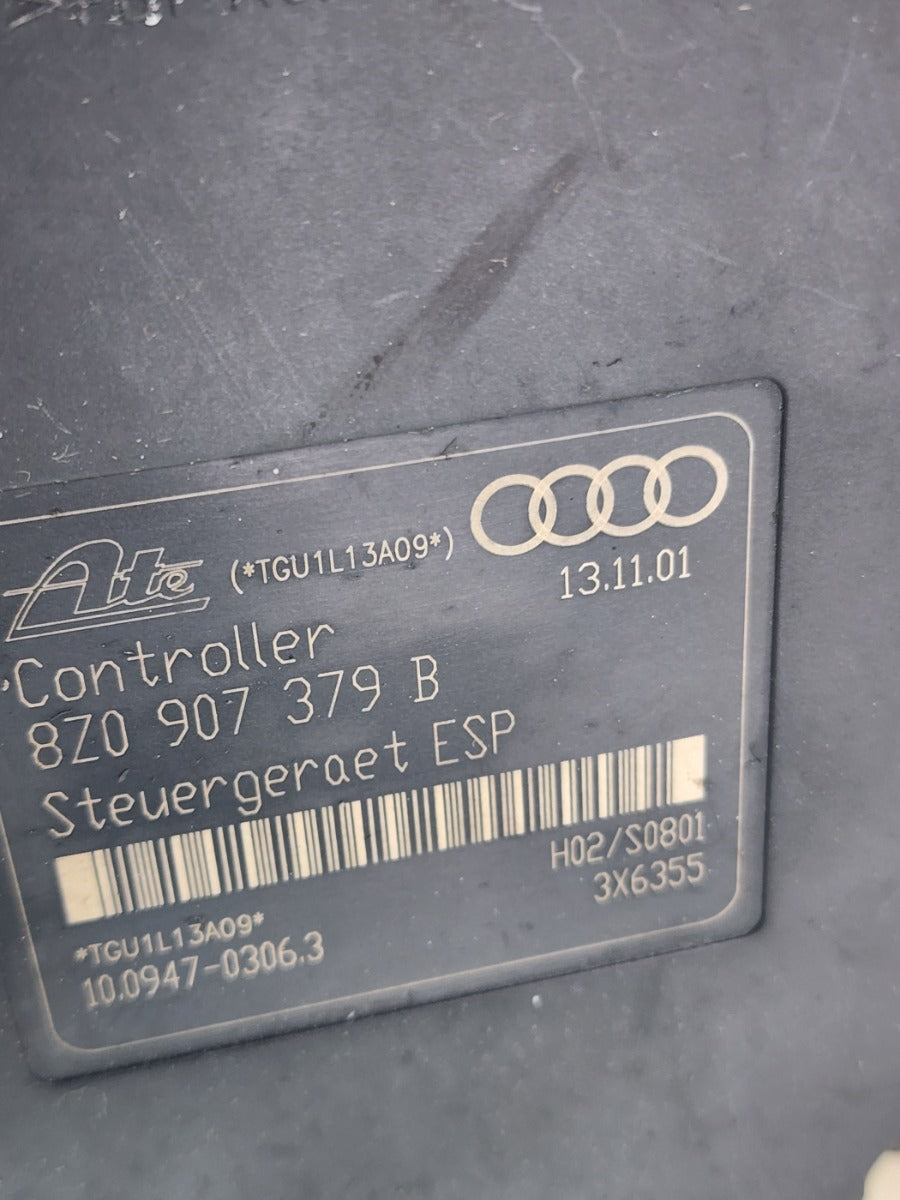 Ate (*TGU1L13A09*)
13.11.01
Controller
8Z0 907 379 B
Steuergeraet ESP
H02/S0801
3X6355
*TGU1L13A09*
10.0947-0306.3